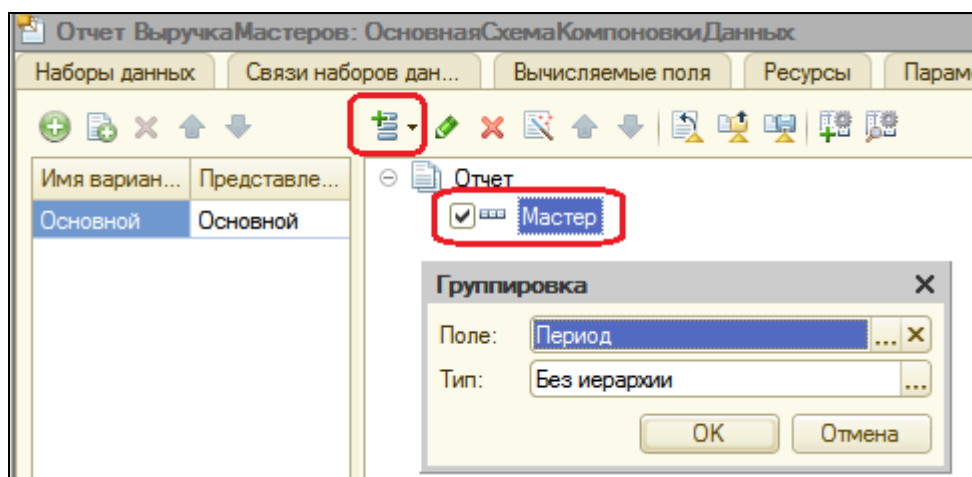 Отчет ВыручкаМастеров: ОсновнаяСхемаКомпоновкиДанных
Наборы данных Связи наборов дан... Вычисляемые поля Ресурсы Парам
Имя вариан... Представле...
Основной Основной
Отчет
Мастер
Группировка
Поле: Период ...
Тип: Без иерархии ...
OK Отмена